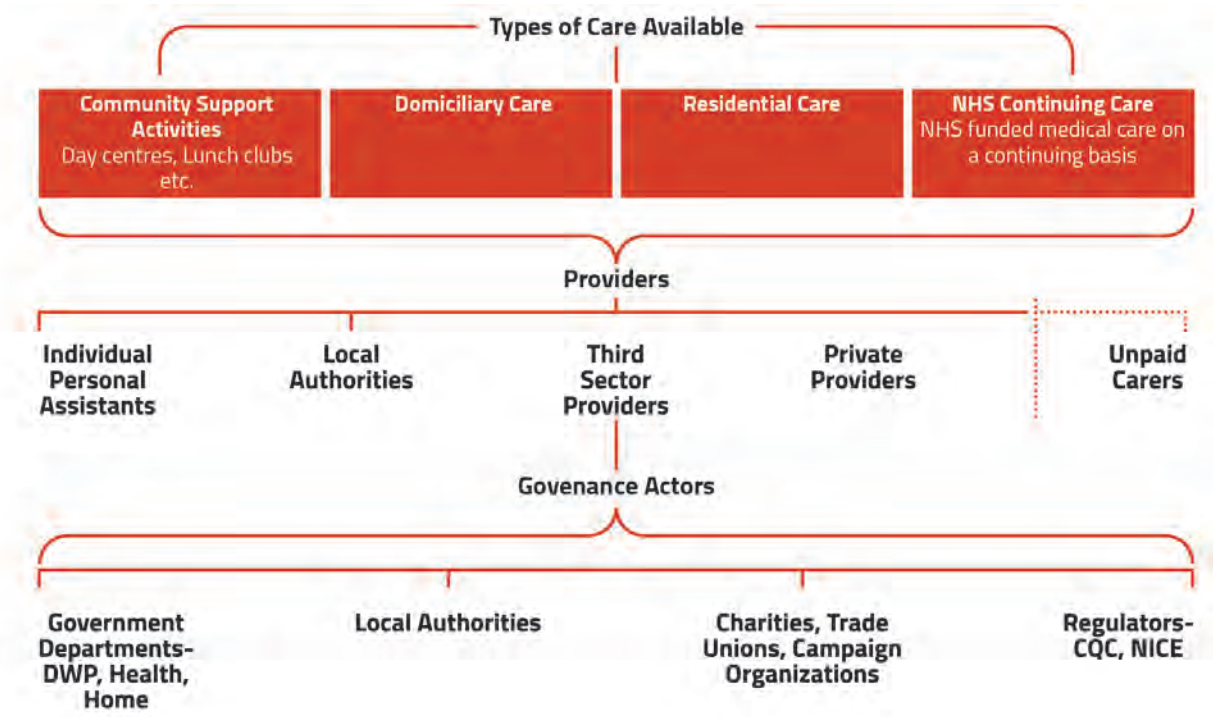 Types of Care Available
Community Support
Activities
Day centres, Lunch clubs
etc.
Domiciliary Care
Residential Care
NHS Continuing Care
NHS funded medical care on
a continuing basis
Providers
Individual
Personal
Assistants
Local
Authorities
Third
Sector
Providers
Private
Providers
Unpaid
Carers
Govenance Actors
Government
Departments-
DWP, Health,
Home
Local Authorities
Charities, Trade
Unions, Campaign
Organizations
Regulators-
CQC, NICE